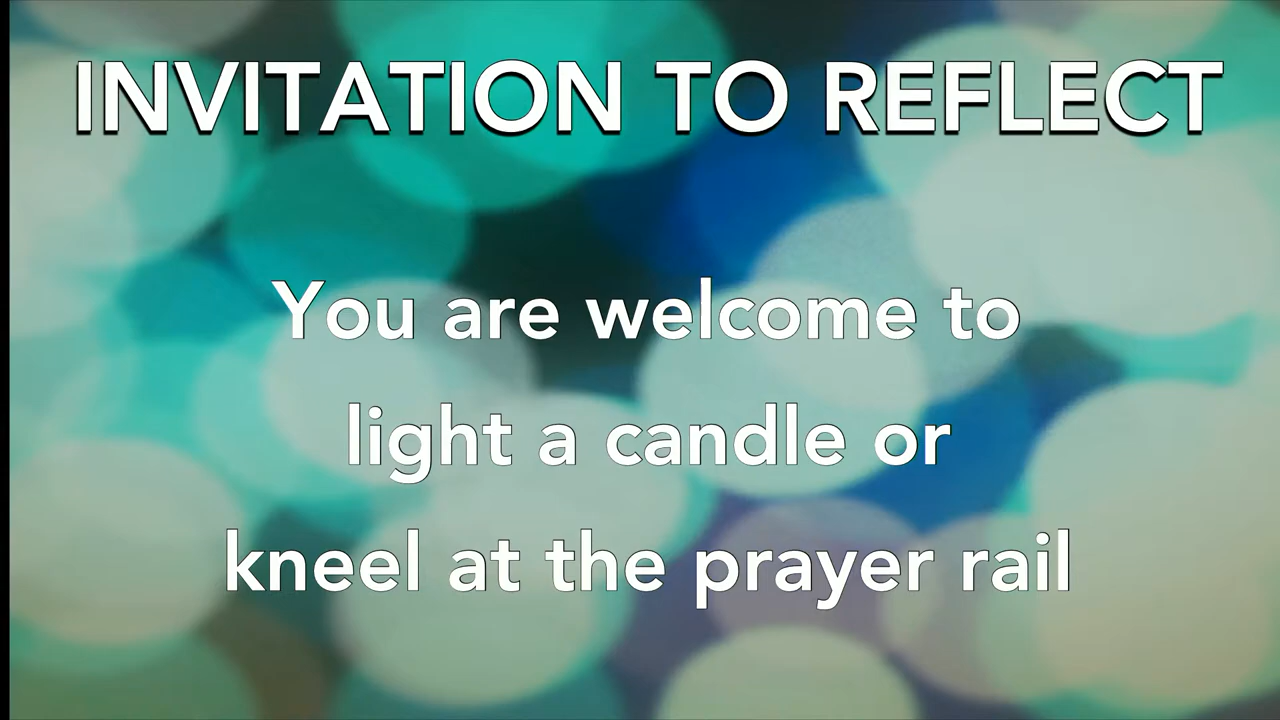 INVITATION TO REFLECT
You are welcome to
light a candle or
kneel at the prayer rail